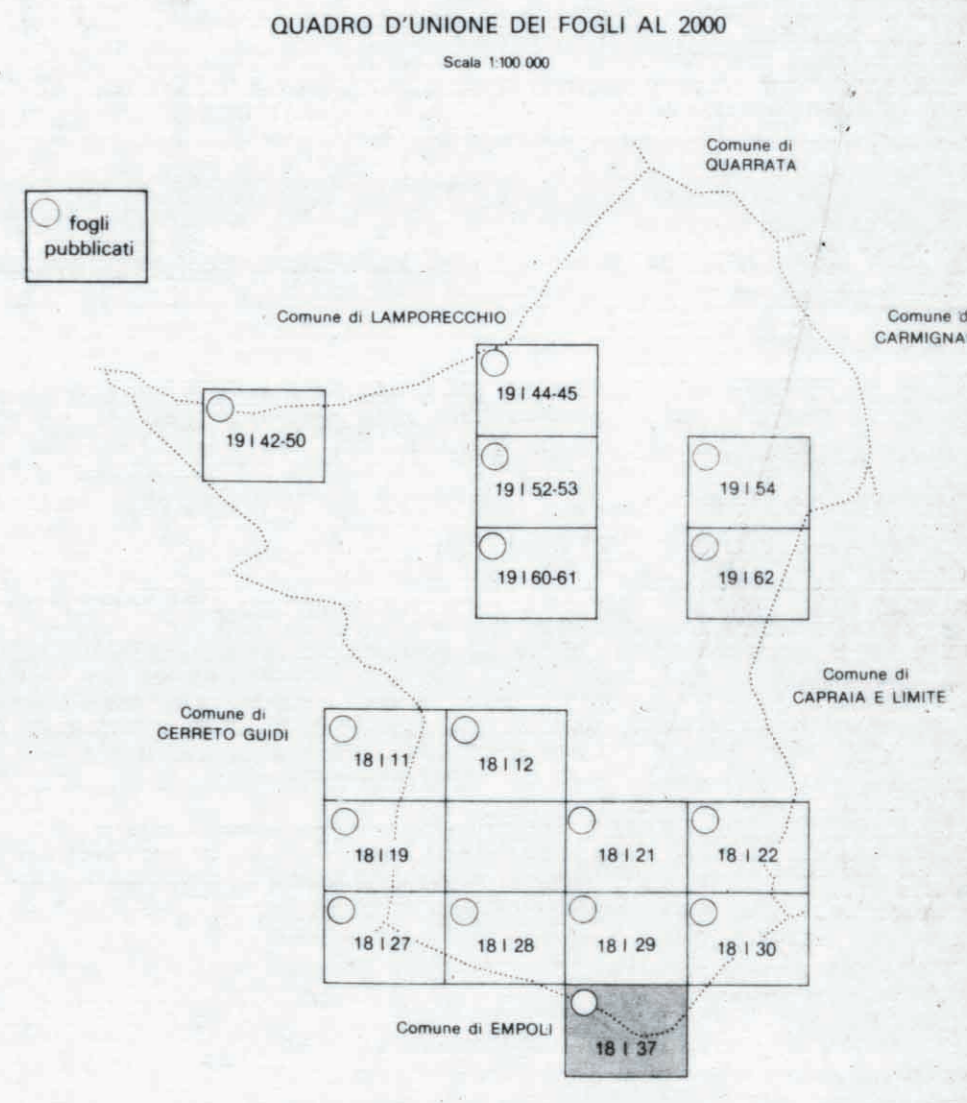 QUADRO D'UNIONE DEI FOGLI AL 2000
Scala 1:100 000
Comune di
QUARRATA
fogli
pubblicati
Comune di LAMPORECCHIO
Comune d
CARMIGNA
19 I 44-45
19 I 42-50
19 I 52-53
19 I 54
19 I 60-61
19 I 62
Comune di
CAPRAIA E LIMITE
Comune di
CERRETO GUIDI
18 I 11
18 I 12
18 I 19
18 I 21
18 I 22
18 I 27
18 I 28
18 I 29
18 I 30
Comune di EMPOLI
18 I 37